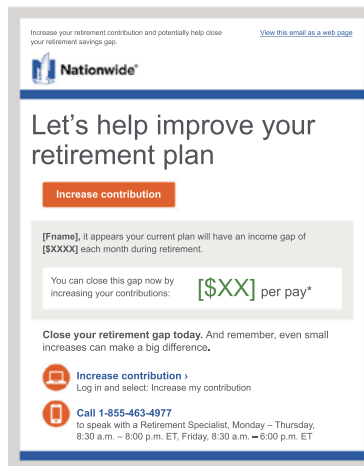 Increase your retirement contribution and potentially help close
your retirement savings gap.
View this email as a web page
Nationwide®
Let's help improve your
retirement plan
Increase contribution
[Fname], it appears your current plan will have an income gap of
[$XXXX] each month during retirement.
You can close this gap now by
increasing your contributions:
[$XX] per pay*
Close your retirement gap today. And remember, even small
increases can make a big difference.
Increase contribution ›
Log in and select: Increase my contribution
Call 1-855-463-4977
to speak with a Retirement Specialist, Monday – Thursday,
8:30 a.m. – 8:00 p.m. ET, Friday, 8:30 a.m. – 6:00 p.m. ET